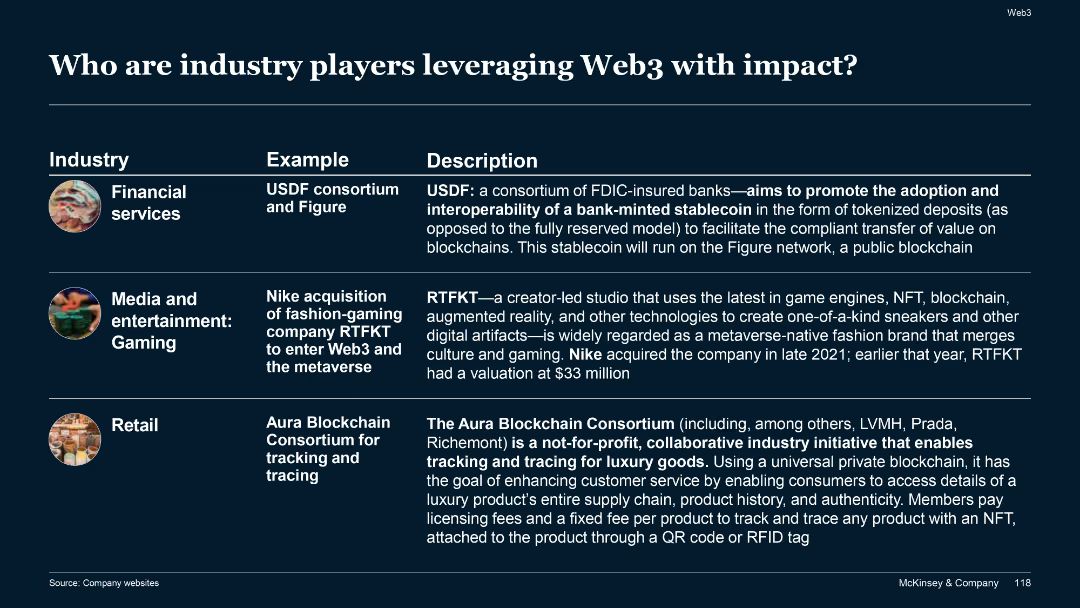 Web3
Who are industry players leveraging Web3 with impact?
Industry
Example
Description
Financial
services
USDF consortium
and Figure
USDF: a consortium of FDIC-insured banks—aims to promote the adoption and
interoperability of a bank-minted stablecoin in the form of tokenized deposits (as
opposed to the fully reserved model) to facilitate the compliant transfer of value on
blockchains. This stablecoin will run on the Figure network, a public blockchain
Media and
entertainment:
Gaming
Nike acquisition
of fashion-gaming
company RTFKT
to enter Web3 and
the metaverse
RTFKT—a creator-led studio that uses the latest in game engines, NFT, blockchain,
augmented reality, and other technologies to create one-of-a-kind sneakers and other
digital artifacts—is widely regarded as a metaverse-native fashion brand that merges
culture and gaming. Nike acquired the company in late 2021; earlier that year, RTFKT
had a valuation at $33 million
Retail
Aura Blockchain
Consortium for
tracking and
tracing
The Aura Blockchain Consortium (including, among others, LVMH, Prada,
Richemont) is a not-for-profit, collaborative industry initiative that enables
tracking and tracing for luxury goods. Using a universal private blockchain, it has
the goal of enhancing customer service by enabling consumers to access details of a
luxury product's entire supply chain, product history, and authenticity. Members pay
licensing fees and a fixed fee per product to track and trace any product with an NFT,
attached to the product through a QR code or RFID tag
Source: Company websites
McKinsey & Company 118